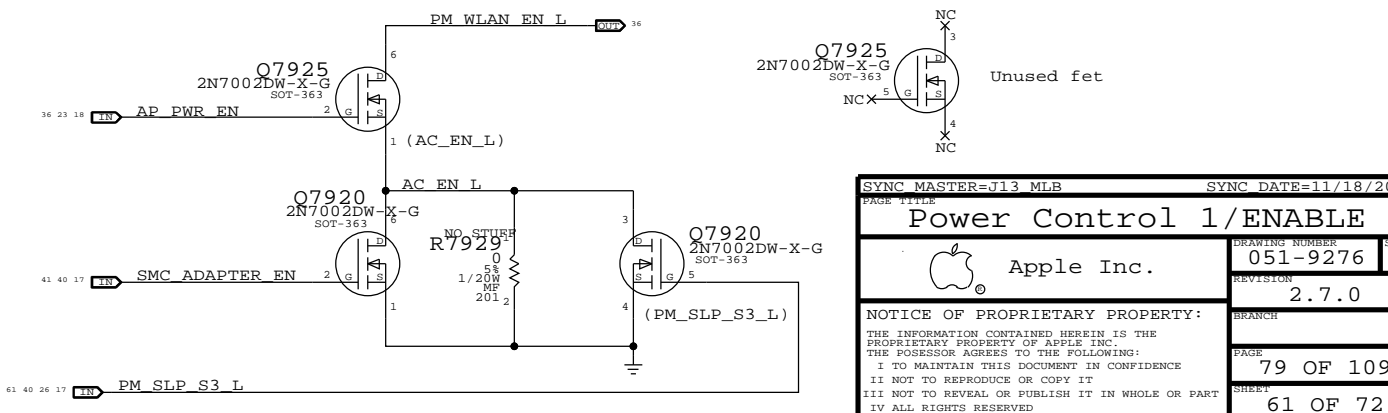 PM_WLAN_EN_L
OUT 36
6
D
Q7925
2N7002DW-X-G
SOT-363
36 23 18 IN AP_PWR_EN
2 G S
1 (AC_EN_L)
AC_EN_L
Q7920
2N7002DW-X-G
SOT-363
6
D
41 40 17 IN SMC_ADAPTER_EN
2 G S
1
NO STUFF
R7929
1
0
5%
1/20W
MF
201
2
3
D
Q7920
2N7002DW-X-G
SOT-363
S G 5
4
(PM_SLP_S3_L)
61 40 26 17 IN PM_SLP_S3_L
NC
3
D
Q7925
2N7002DW-X-G
SOT-363
NC 5 G S
4
NC
Unused fet
SYNC_MASTER=J13_MLB SYNC_DATE=11/18/20
PAGE TITLE
Power Control 1/ENABLE
Apple Inc.
®
DRAWING NUMBER
051-9276
REVISION
2.7.0
BRANCH
PAGE
79 OF 109
SHEET
61 OF 72
NOTICE OF PROPRIETARY PROPERTY:
THE INFORMATION CONTAINED HEREIN IS THE
PROPRIETARY PROPERTY OF APPLE INC.
THE POSESSOR AGREES TO THE FOLLOWING:
I TO MAINTAIN THIS DOCUMENT IN CONFIDENCE
II NOT TO REPRODUCE OR COPY IT
III NOT TO REVEAL OR PUBLISH IT IN WHOLE OR PART
IV ALL RIGHTS RESERVED